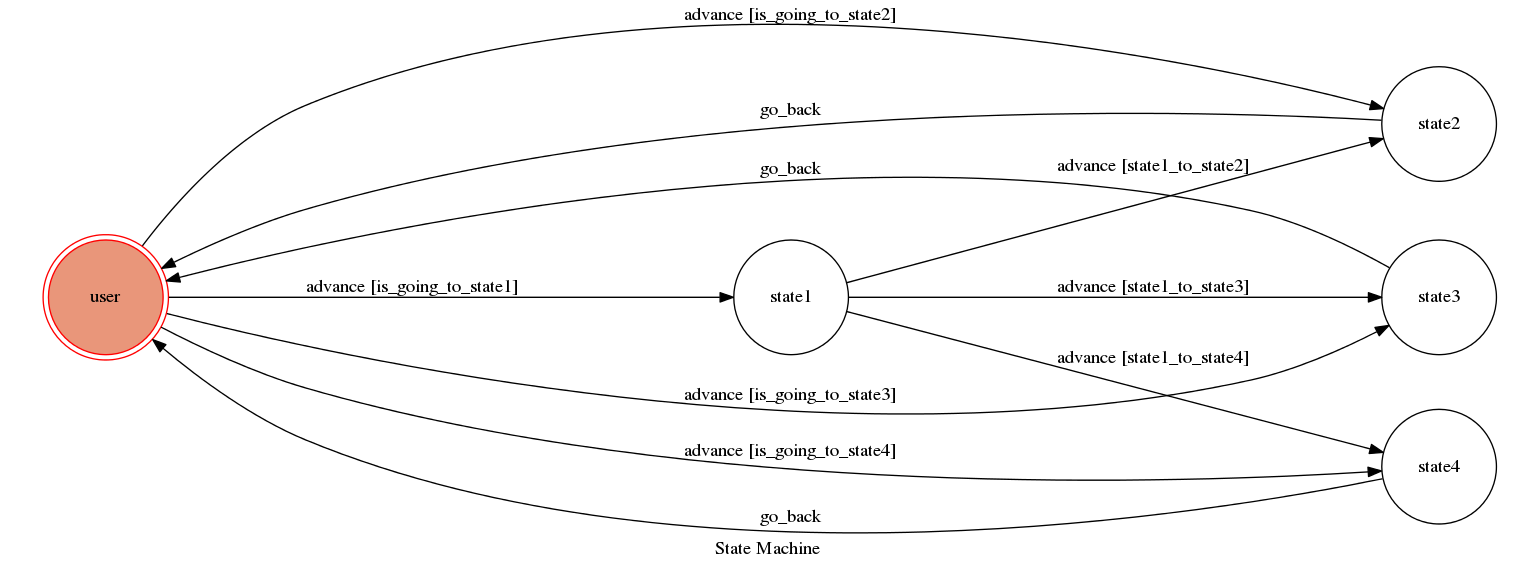 advance [is_going_to_state2]
go_back
state2
advance [state1_to_state2]
go_back
user
advance [is_going_to_state1]
state1
advance [state1_to_state3]
state3
advance [state1_to_state4]
advance [is_going_to_state3]
advance [is_going_to_state4]
state4
go_back
State Machine